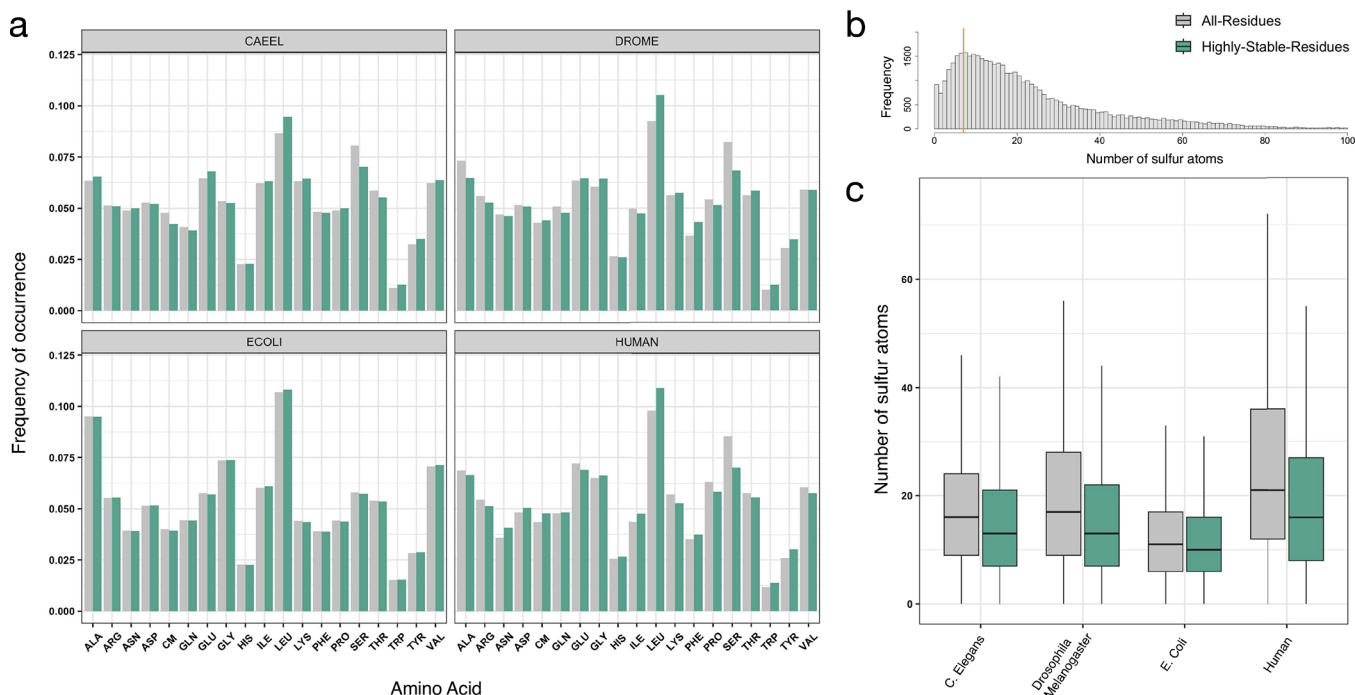 a
CAEEL
DROME
0.125
0.100
0.075
0.050
0.025
0.000
ECOLI
HUMAN
0.125
0.100
0.075
0.050
0.025
0.000
Frequency of occurrence
ALA ARG ASN ASP CM GLN GLU GLY HIS ILE LEU LYS PHE PRO SER THR TRP TYR VAL
ALA ARG ASN ASP CM GLN GLU GLY HIS ILE LEU LYS PHE PRO SER THR TRP TYR VAL
Amino Acid
b
All-Residues
Highly-Stable-Residues
Frequency
1500
500
0
0 20 40 60 80 100
Number of sulfur atoms
c
Number of sulfur atoms
60
40
20
0
C. Elegans
Drosophila
Melanogaster
E. Coli
Human